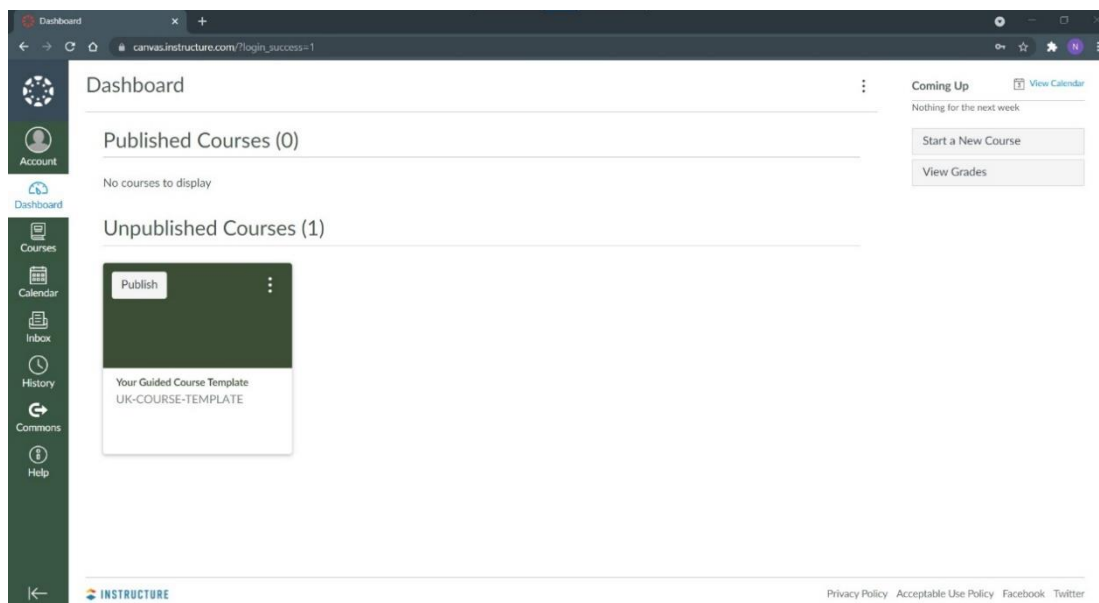 Dashboard
canvas.instructure.com/?login_success=1
N
Account
Dashboard
Courses
Calendar
Inbox
History
Commons
Help
Dashboard
Published Courses (0)
No courses to display
Unpublished Courses (1)
Publish
Your Guided Course Template
UK-COURSE-TEMPLATE
Coming Up
View Calendar
Nothing for the next week
Start a New Course
View Grades
INSTRUCTURE
Privacy Policy Acceptable Use Policy Facebook Twitter